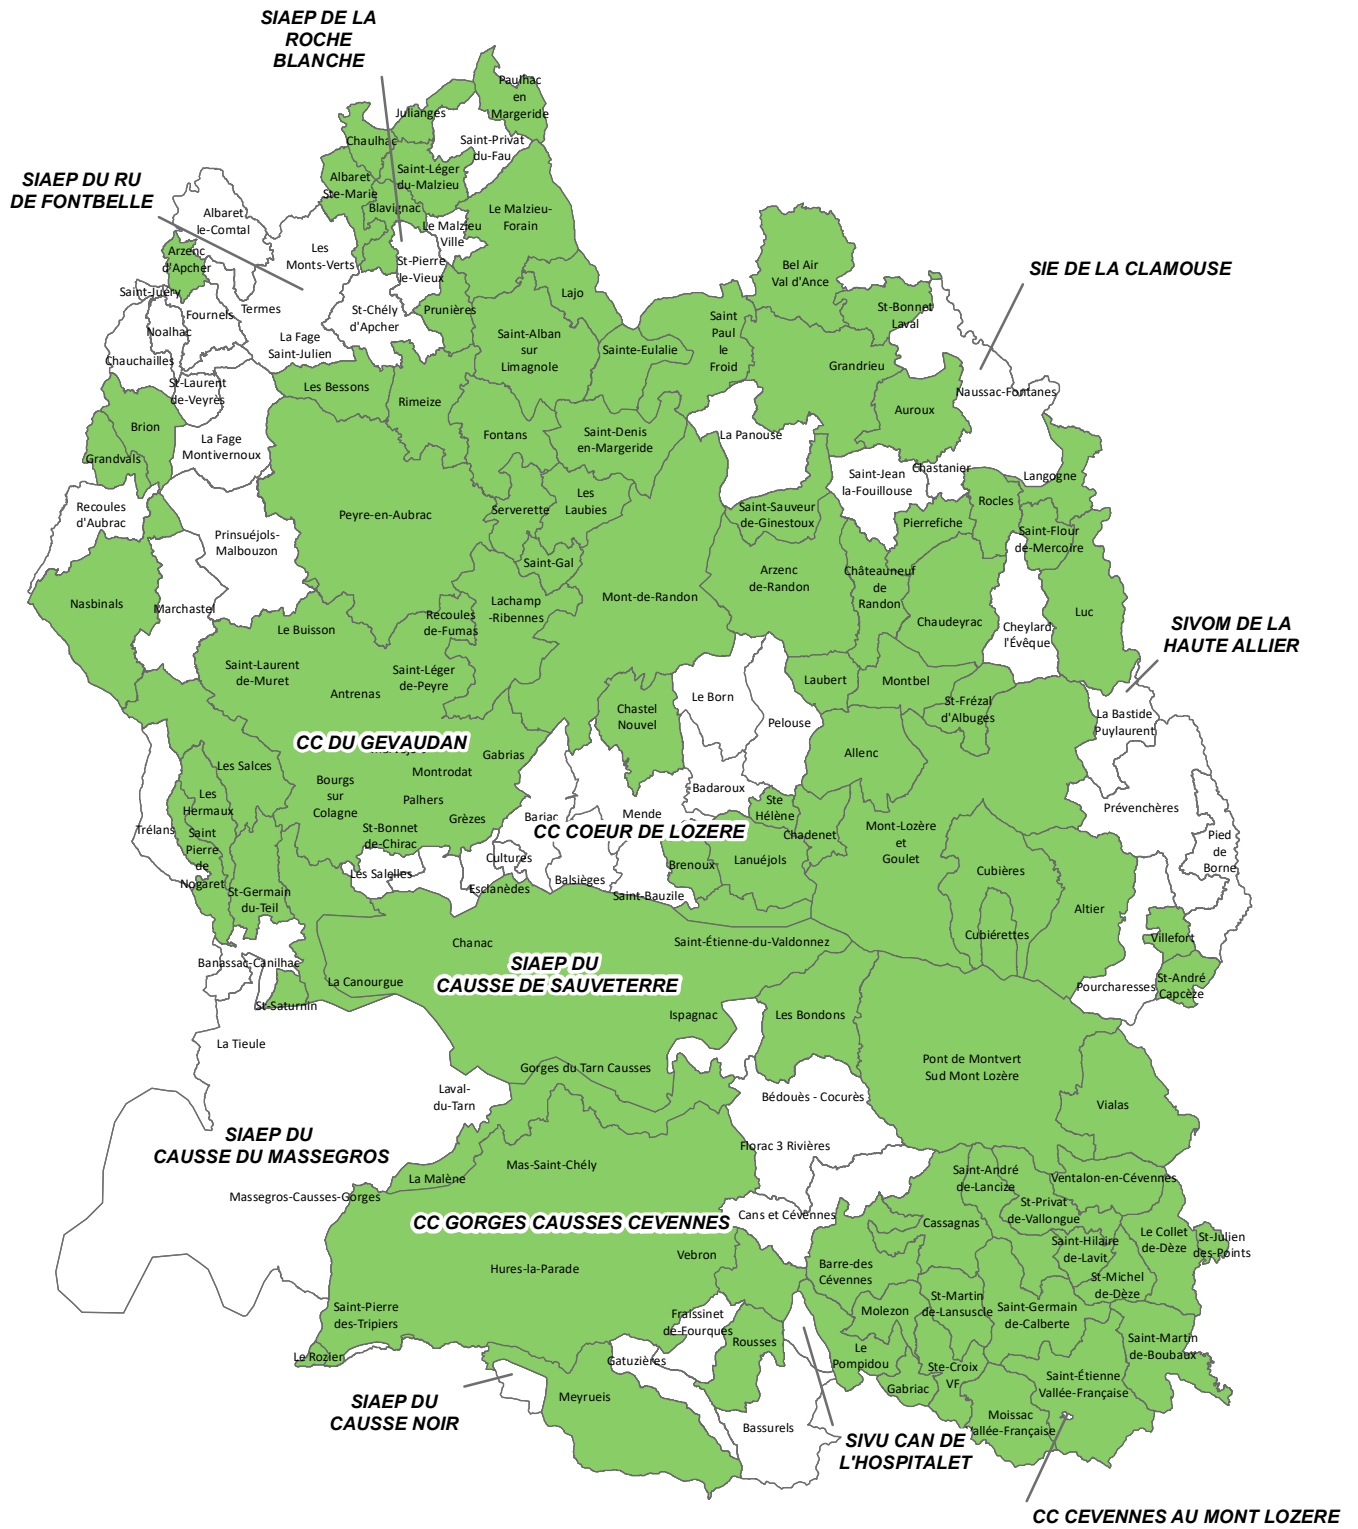 SIAEP DE LA
ROCHE
BLANCHE
Paulhac
en
Margeride
Julianges
Chaulhac
Saint-Privat
du-Fau
SIAEP DU RU
DE FONTBELLE
Albaret
Ste-Marie
Saint-Léger
du-Malzieu
Blavignac
Le Malzieu-
Forain
Albaret
le-Comtal
Le Malzieu
Ville
Les
Monts-Verts
Arzenc
d'Apcher
St-Pierre
le-Vieux
Bel Air
Val d'Ance
SIE DE LA CLAMOUSE
Saint-Juéry
Fournels
Termes
Lajo
Noalhac
St-Chély
d'Apcher
Prunières
St-Bonnet
Laval
La Fage
Saint-Julien
Saint-Alban
sur
Limagnole
Sainte-Eulalie
Saint
Paul
le
Froid
Chauchailles
Grandrieu
St-Laurent
de-Veyrès
Les Bessons
Rimeize
Auroux
Naussac-Fontanes
Brion
La Fage
Montivernoux
Fontans
Saint-Denis
en-Margeride
La Panouse
Grandvals
Saint-Jean
la-Fouillouse
Chastanier
Langogne
Recoules
d'Aubrac
Peyre-en-Aubrac
Serverette
Les
Laubies
Saint-Sauveur
de-Ginestoux
Pierrefiche
Rocles
Prinsuéjols-
Malbouzon
Saint-Flour
de-Mercoire
Saint-Gal
Arzenc
de-Randon
Châteauneuf
de
Randon
Nasbinals
Marchastel
Lachamp
-Ribennes
Mont-de-Randon
Chaudeyrac
Luc
Le Buisson
Recoules
de-Fumas
Cheylard
l'Évêque
SIVOM DE LA
HAUTE ALLIER
Saint-Laurent
de-Muret
Antrenas
Saint-Léger
de-Peyre
Le Born
Laubert
Montbel
Chastel
Nouvel
Pelouse
St-Frézal
d'Albuges
La Bastide
Puylaurent
CC DU GEVAUDAN
Gabrias
Allenc
Les Salces
Montrodat
Bourgs
sur
Colagne
Palhers
Badaroux
Les
Hermaux
Grèzes
Mende
Ste
Hélène
Prévenchères
Trélans
Saint
Pierre
de
Nogaret
St-Bonnet
de-Chirac
Barjac
CC COEUR DE LOZERE
Chadenet
Mont-Lozère
et
Goulet
Pied
de
Borne
Cultures
Brenoux
Lanuéjols
Les Salelles
Esclanèdes
Balsièges
Saint-Bauzile
Cubières
St-Germain
du-Teil
Altier
Chanac
Saint-Étienne-du-Valdonnez
Cubiérettes
Villefort
Banassac-Canilhac
SIAEP DU
CAUSSE DE SAUVETERRE
La Canourgue
St-Saturnin
Pourcharesses
St-André
Capcèze
Ispagnac
Les Bondons
La Tieule
Pont de Montvert
Sud Mont Lozère
Gorges du Tarn Causses
Laval-
du-Tarn
Bédouès - Cocurès
Vialas
SIAEP DU
CAUSSE DU MASSEGROS
Florac 3 Rivières
Mas-Saint-Chély
La Malène
Saint-André
de-Lancize
Ventalon-en-Cévennes
Massegros-Causses-Gorges
St-Privat
de-Vallongue
CC GORGES CAUSSES CEVENNES
Cans et Cévennes
Cassagnas
Le Collet
de-Dèze
St-Julien
des-Points
Saint-Hilaire
de-Lavit
Vebron
Hures-la-Parade
Barre-des
Cévennes
St-Michel
de-Dèze
Saint-Pierre
des-Tripiers
Fraissinet
de-Fourques
Molezon
St-Martin
de-Lansuscle
Saint-Germain
de-Calberte
Rousses
Saint-Martin
de-Boubaux
Le Rozier
Gatuzières
Le
Pompidou
Ste-Croix
VF
Saint-Étienne
Vallée-Française
SIAEP DU
CAUSSE NOIR
Meyrueis
Gabriac
Bassurels
Moissac
Vallée-Française
SIVU CAN DE
L'HOSPITALET
CC CEVENNES AU MONT LOZERE